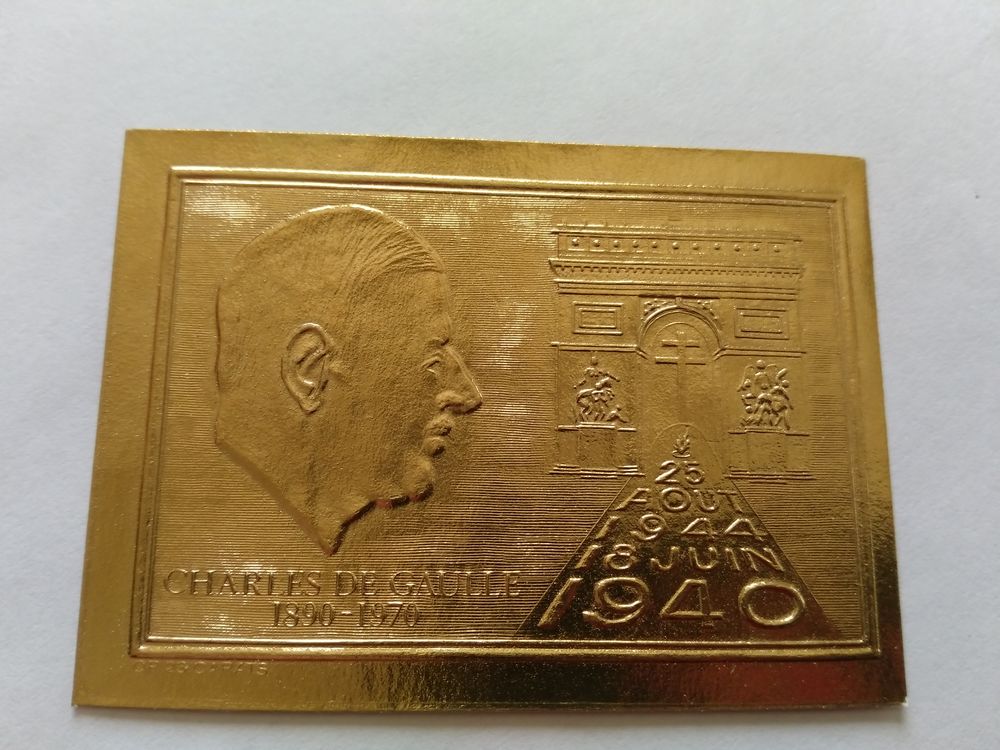 25
AOUT
1944
18 JUIN
1940
CHARLES DE GAULLE
1890-1970